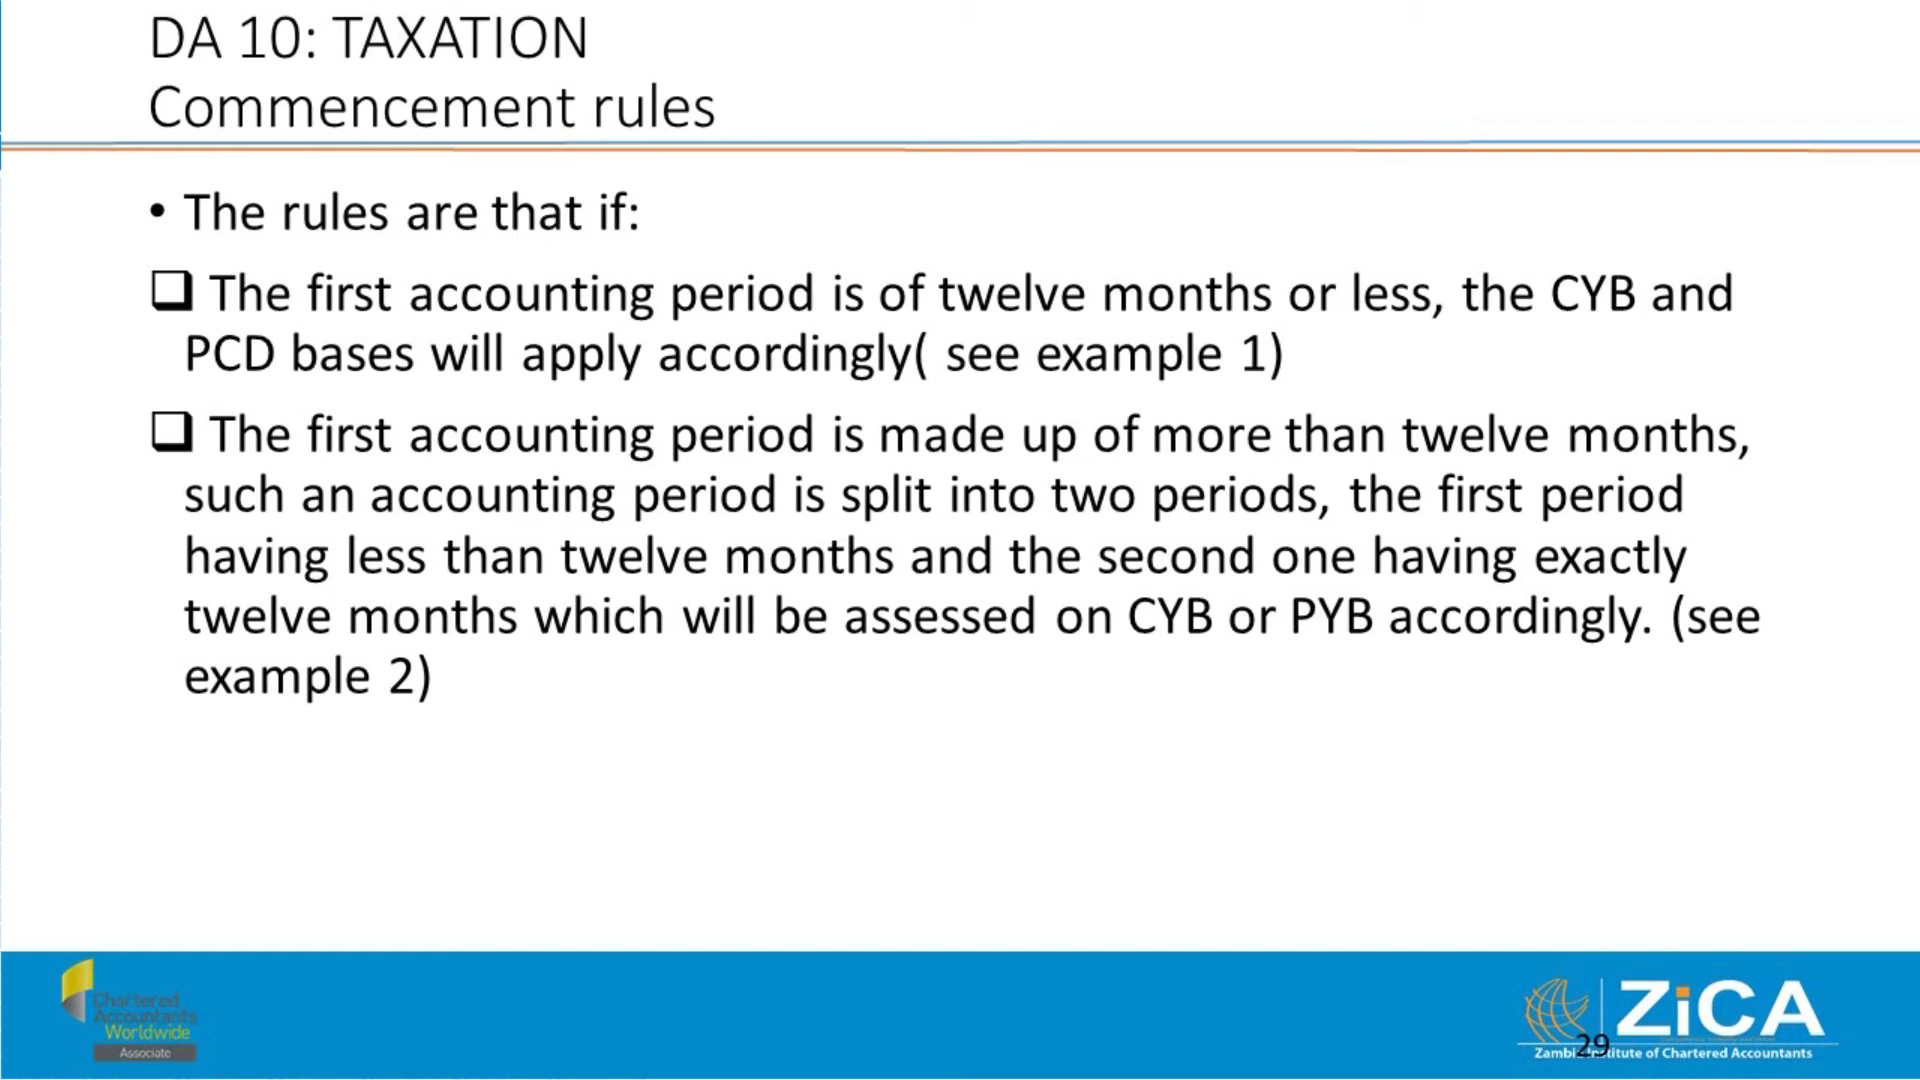 DA 10: TAXATION
Commencement rules
• The rules are that if:
❑ The first accounting period is of twelve months or less, the CYB and
PCD bases will apply accordingly( see example 1)
❑ The first accounting period is made up of more than twelve months,
such an accounting period is split into two periods, the first period
having less than twelve months and the second one having exactly
twelve months which will be assessed on CYB or PYB accordingly. (see
example 2)
Chartered
Accountants
Worldwide
Associate
ZiCA
29
Zambia Institute of Chartered Accountants